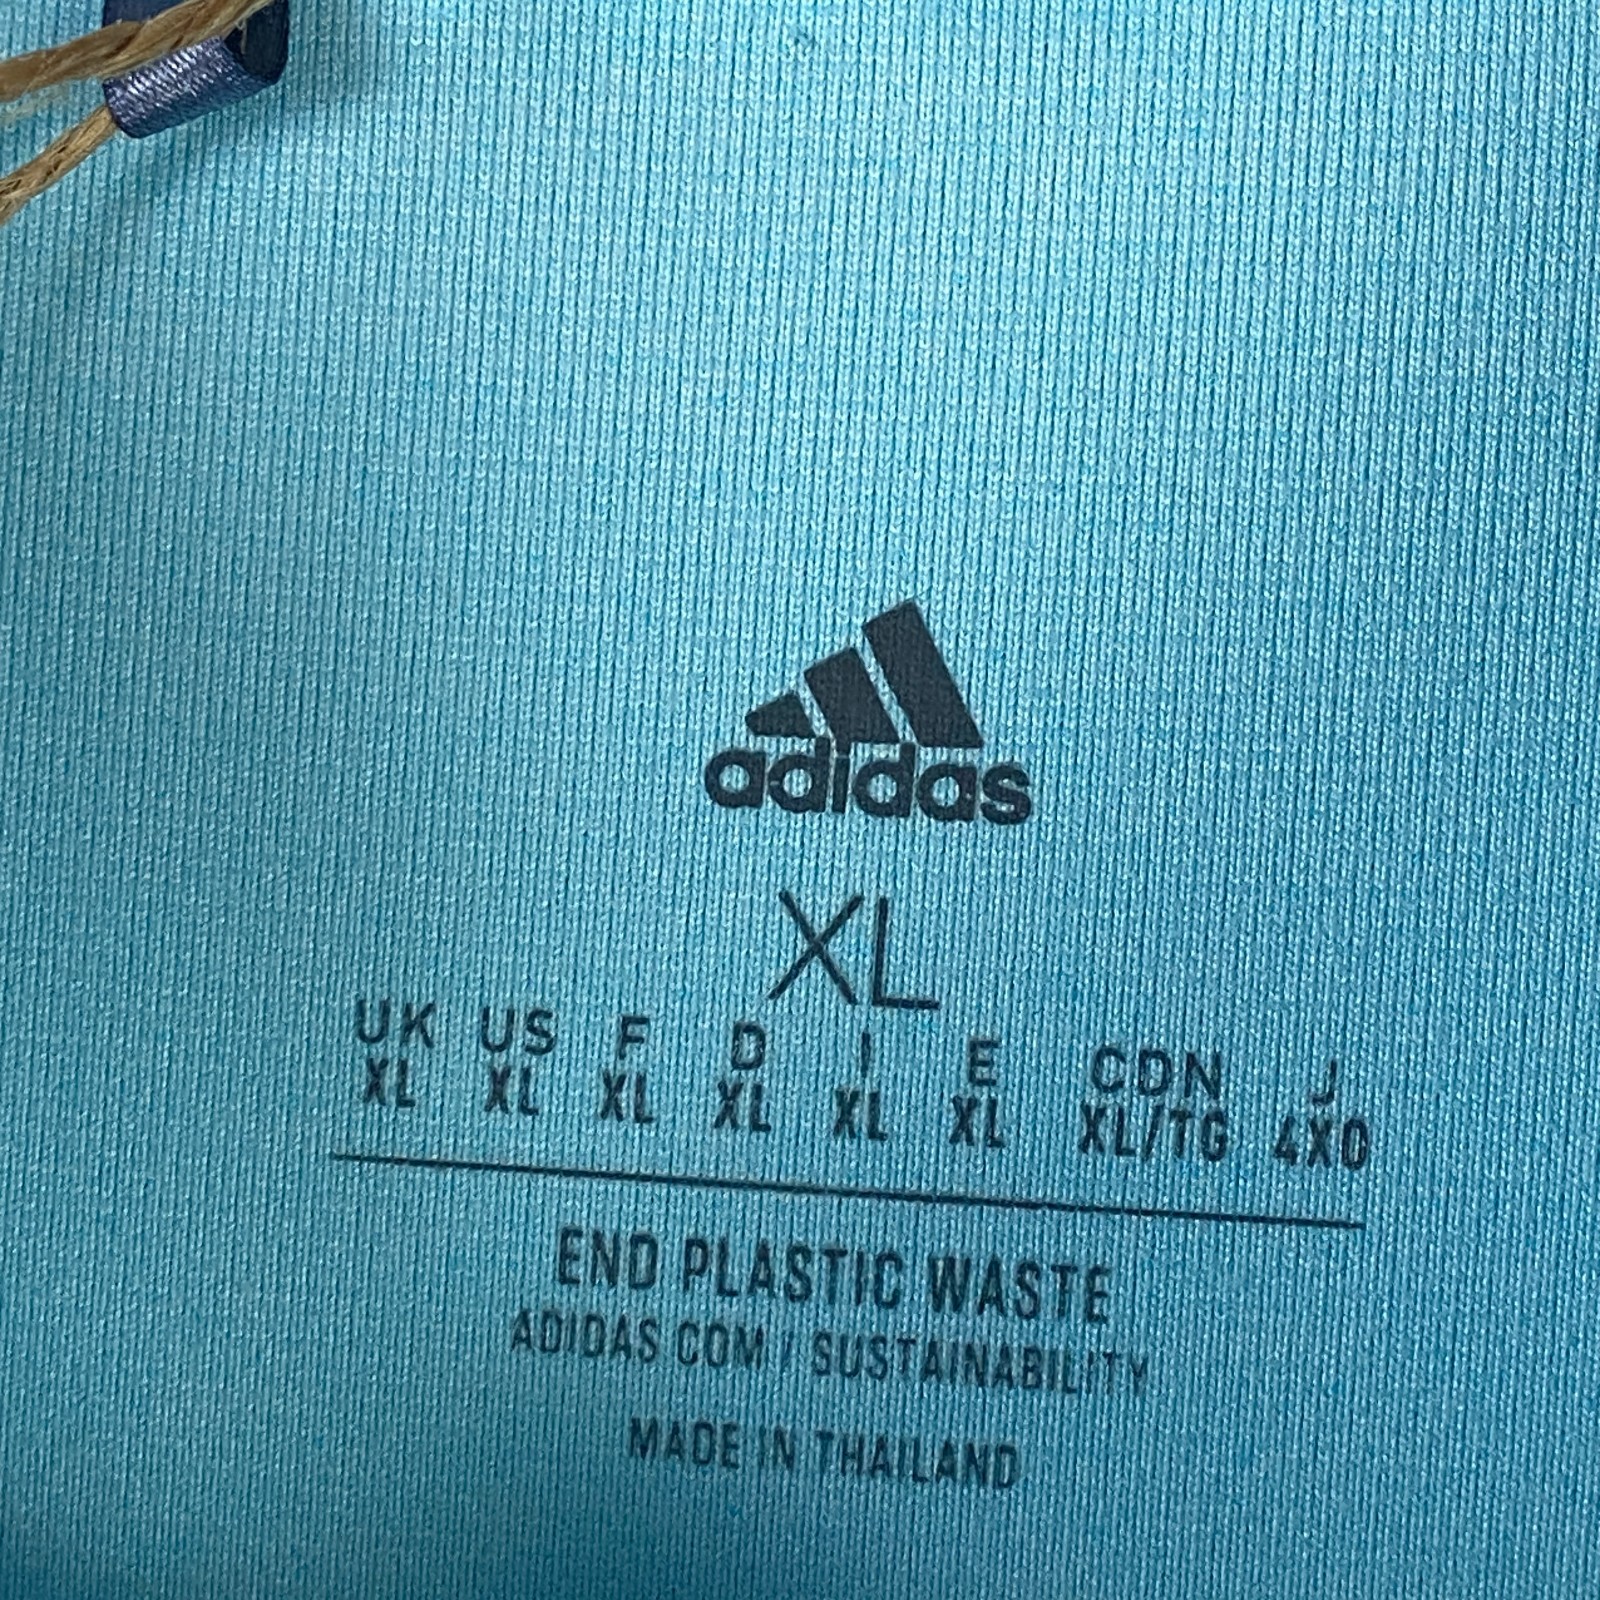 adidas
XL
UK US F D I E CDN J
XL XL XL XL XL XL XL/TG 4XO
END PLASTIC WASTE
ADIDAS.COM / SUSTAINABILITY
MADE IN THAILAND